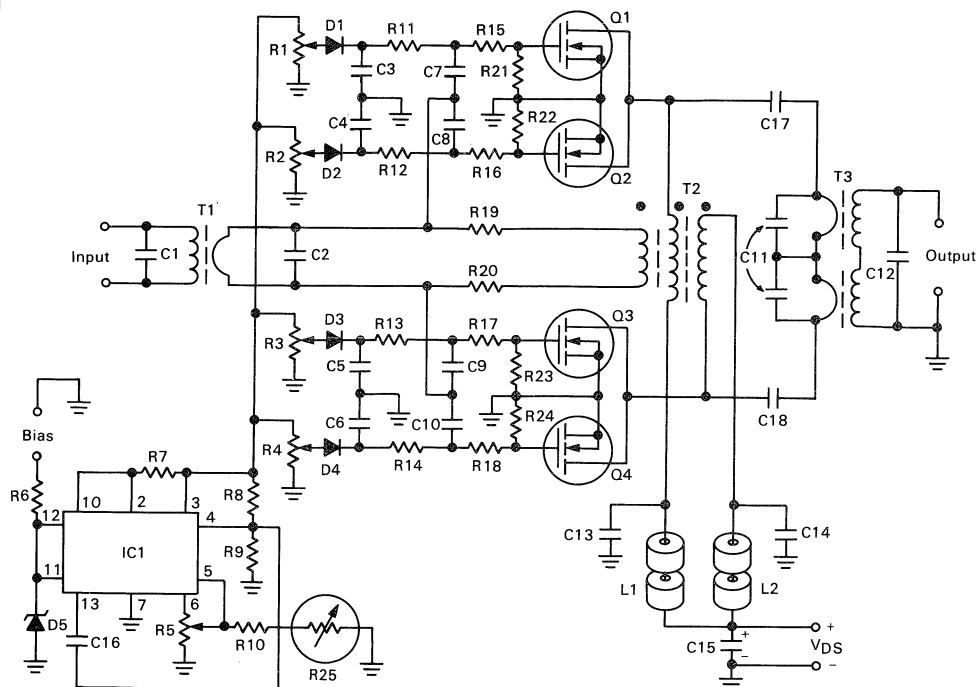 D1
R11
R15
Q1
R1
C3
C7
R21
C4
C8
R22
C17
R2
D2
R12
R16
Q2
T1
R19
T2
T3
Input
C1
C2
C11
C12
Output
R20
D3
R13
R17
Q3
R3
C5
C9
R23
C6
C10
R24
C18
Bias
R4
D4
R14
R18
Q4
R7
R6
R8
10
2
3
12
4
C13
C14
IC1
R9
11
5
L1
L2
13
7
6
D5
R5
C16
R10
R25
C15
+
−
+
VDS
−